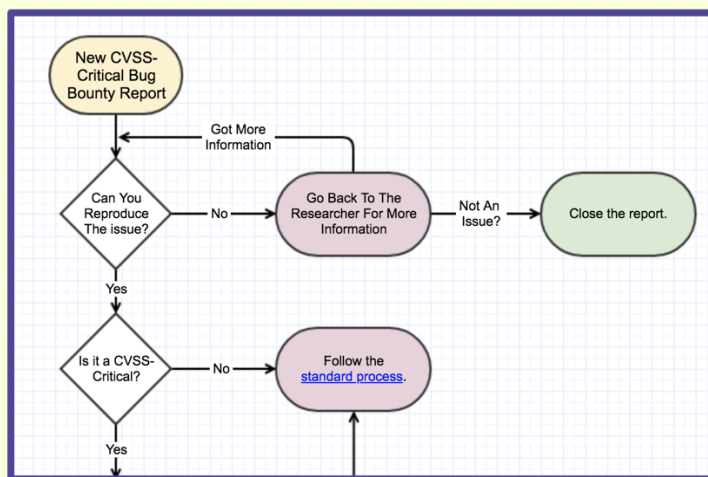 New CVSS-
Critical Bug
Bounty Report
Got More
Information
Can You
Reproduce
The issue?
No
Go Back To The
Researcher For More
Information
Not An
Issue?
Close the report.
Yes
Is it a CVSS-
Critical?
No
Follow the
standard process.
Yes